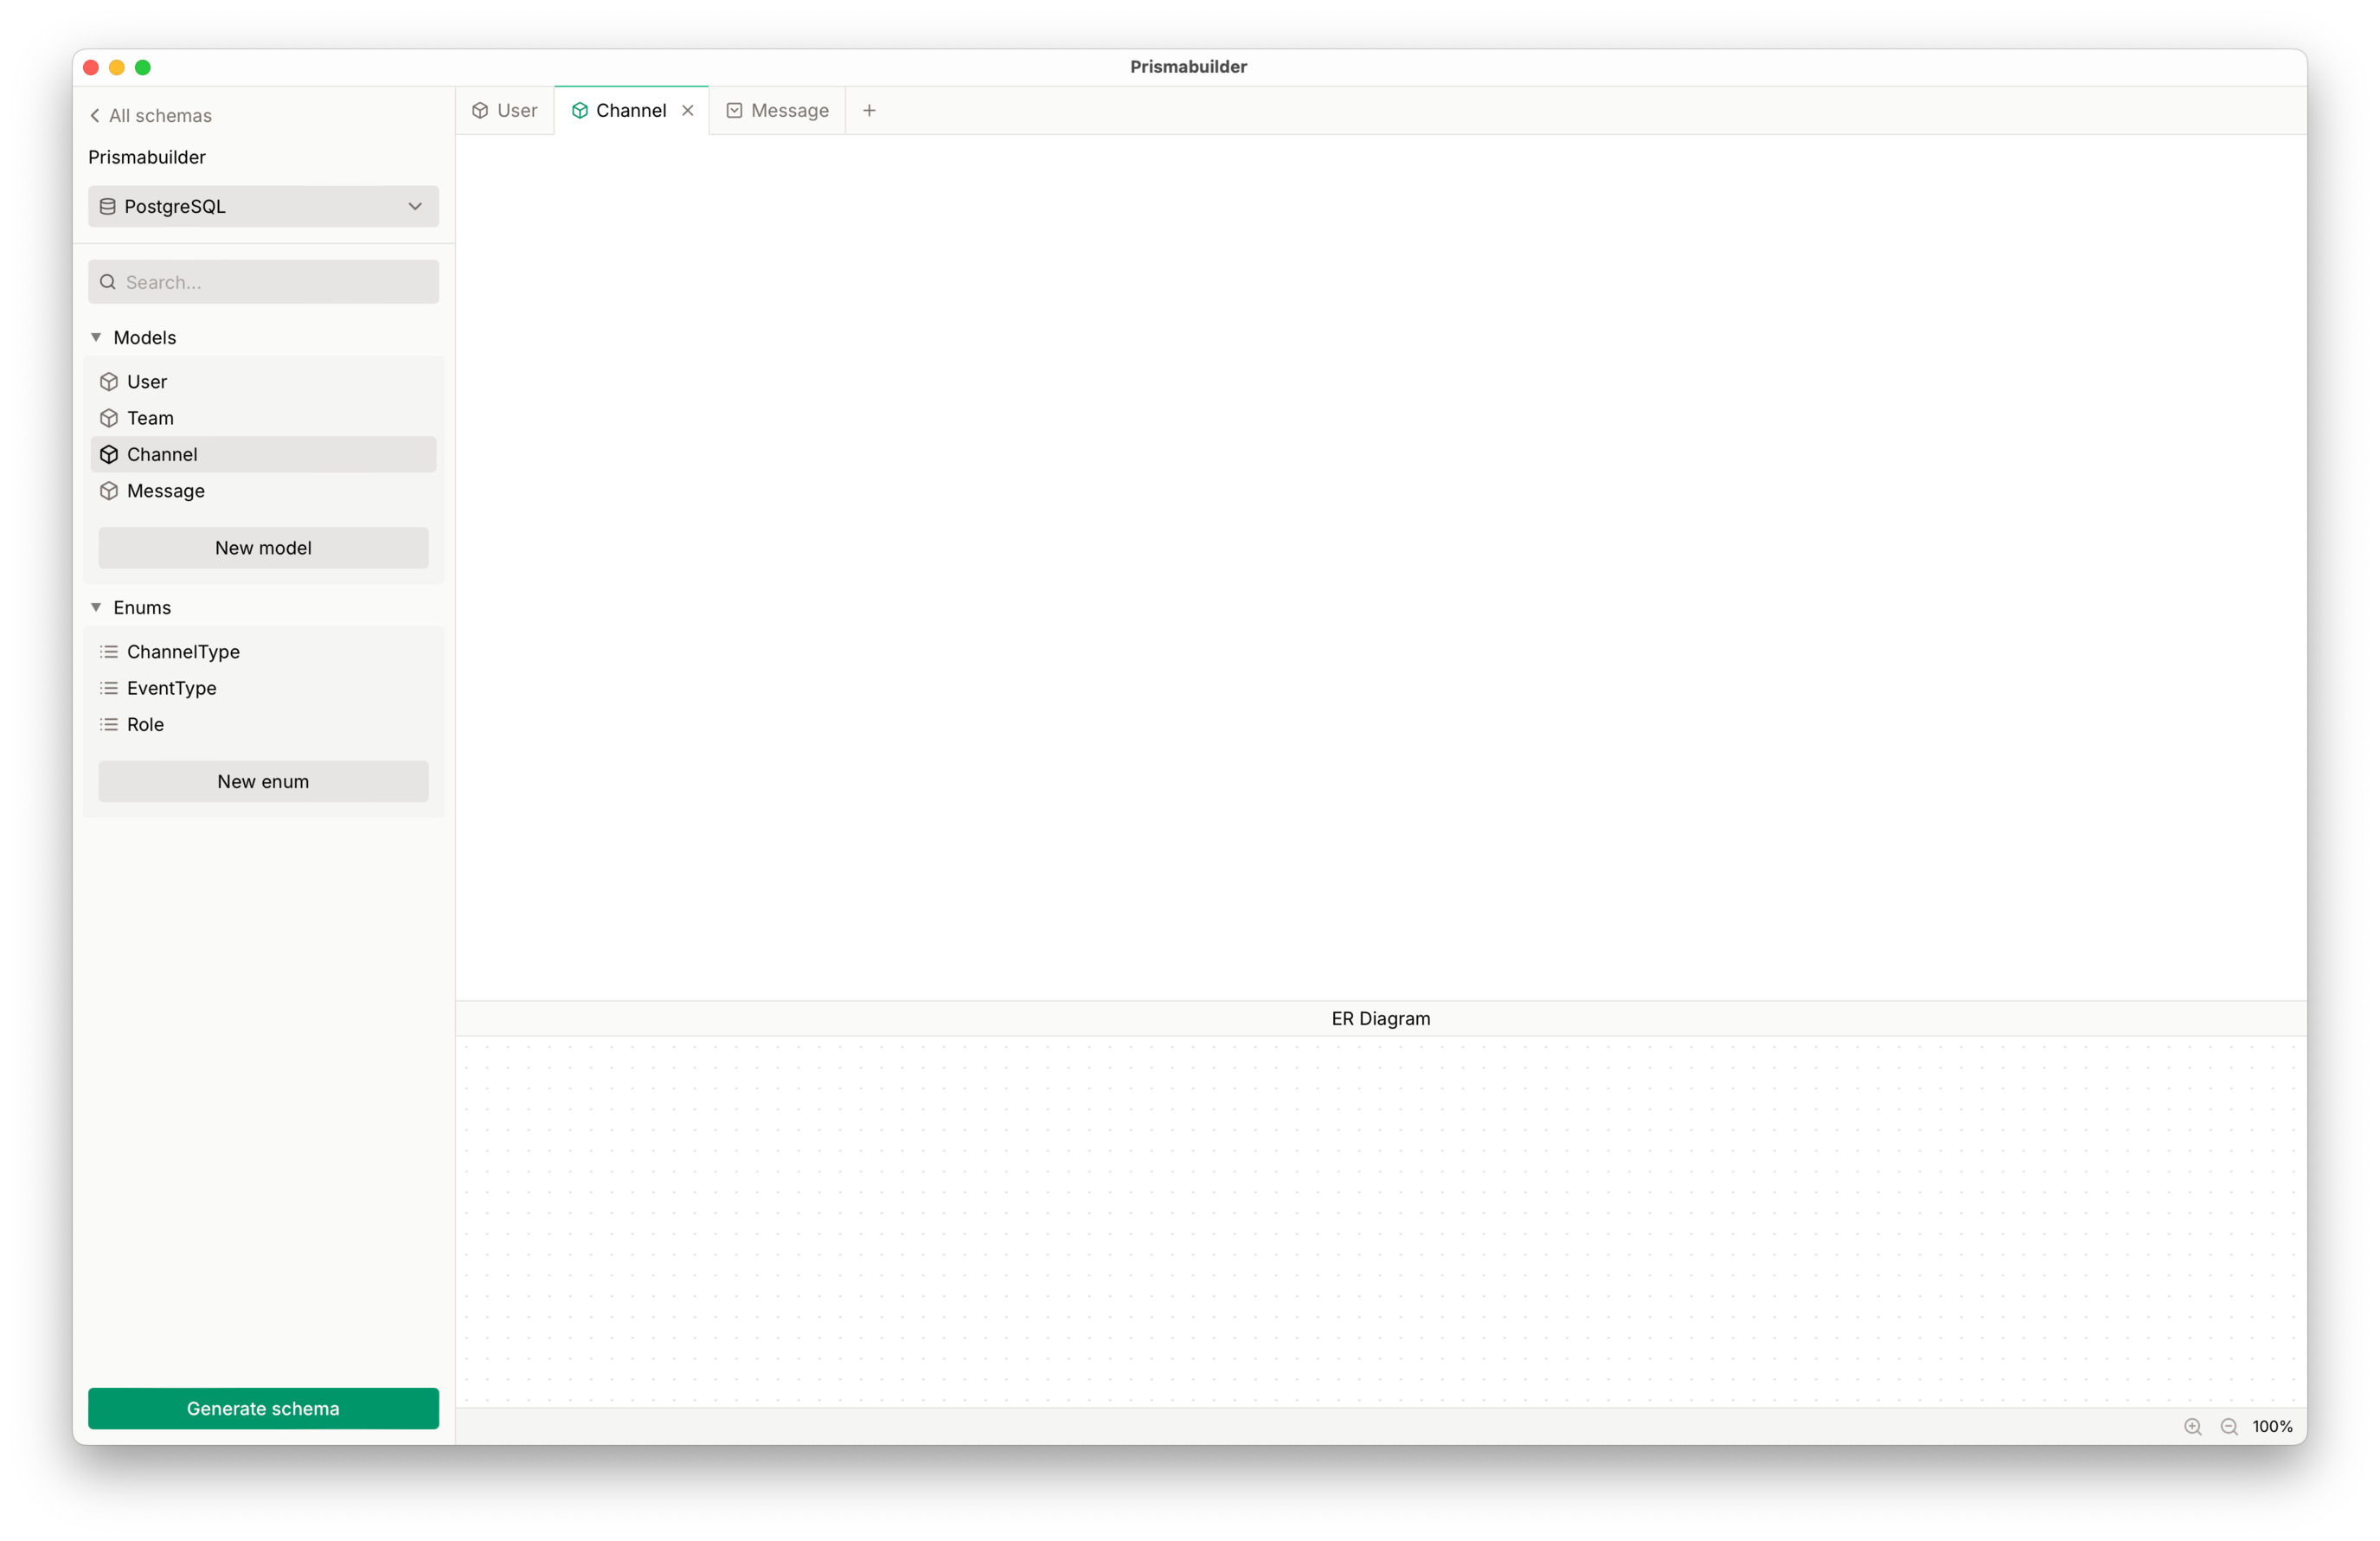 Prismabuilder
All schemas
Prismabuilder
PostgreSQL
Search...
Models
User
Team
Channel
Message
New model
Enums
ChannelType
EventType
Role
New enum
Generate schema
User
Channel
Message
ER Diagram
100%